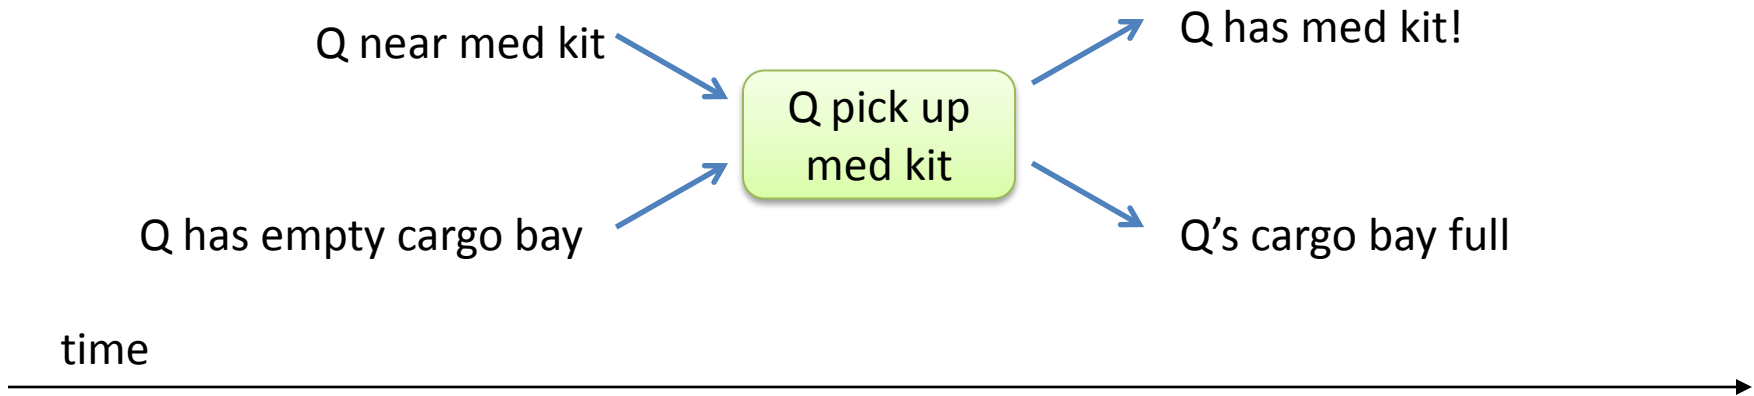 Q near med kit
Q has med kit!
Q pick up
med kit
Q has empty cargo bay
Q’s cargo bay full
time